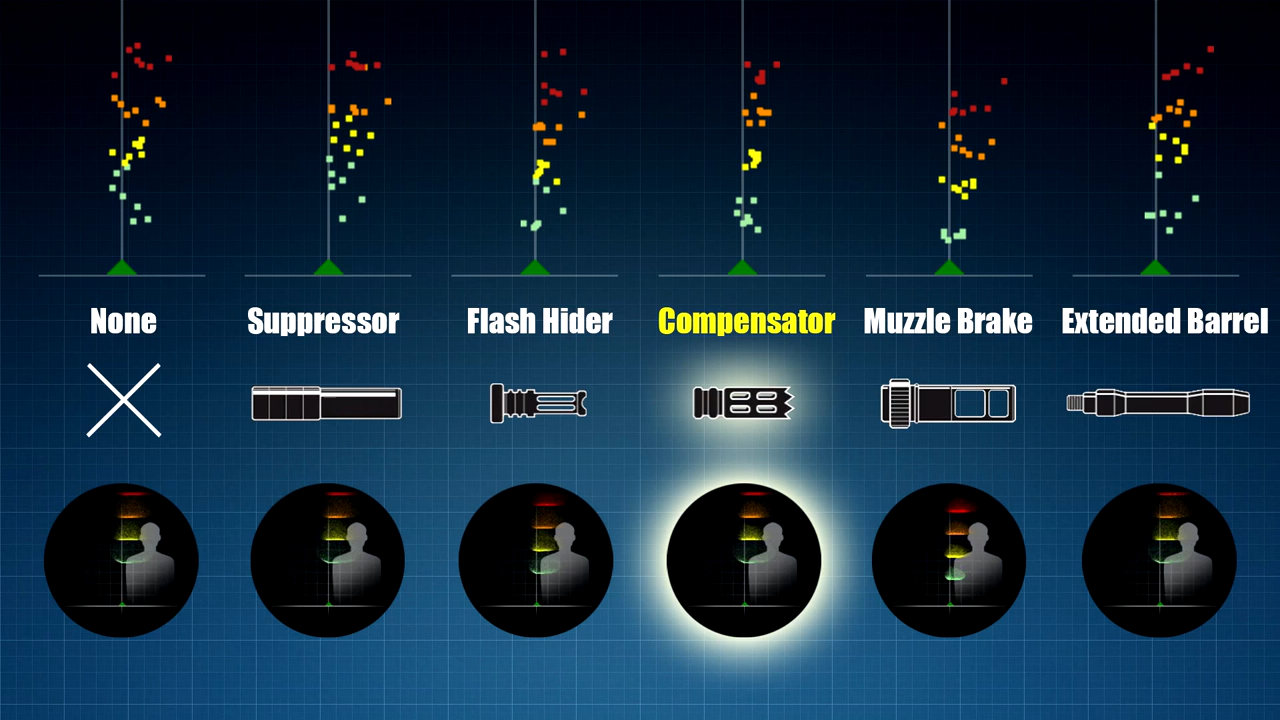 None
Suppressor
Flash Hider
Compensator
Muzzle Brake
Extended Barrel